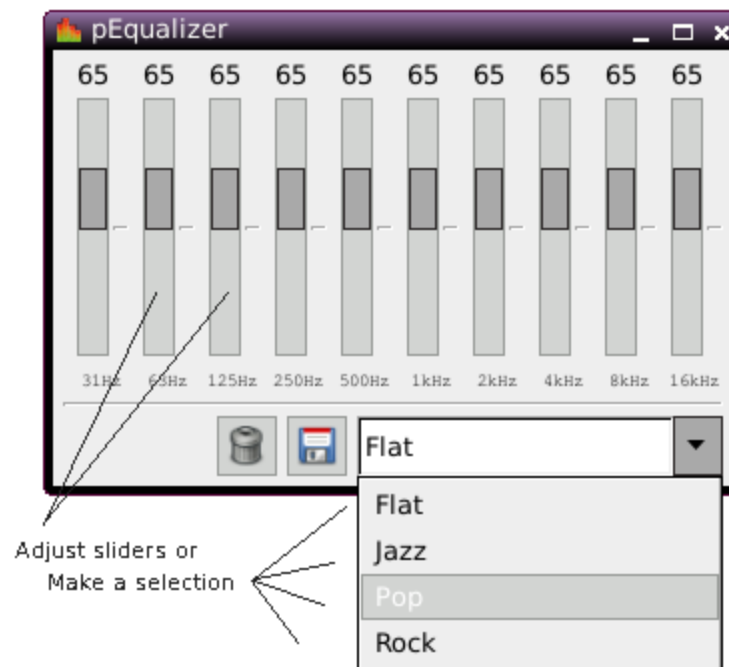 pEqualizer
65 65 65 65 65 65 65 65 65 65
31Hz 63Hz 125Hz 250Hz 500Hz 1kHz 2kHz 4kHz 8kHz 16kHz
Flat
Flat
Jazz
Pop
Rock
Adjust sliders or
Make a selection